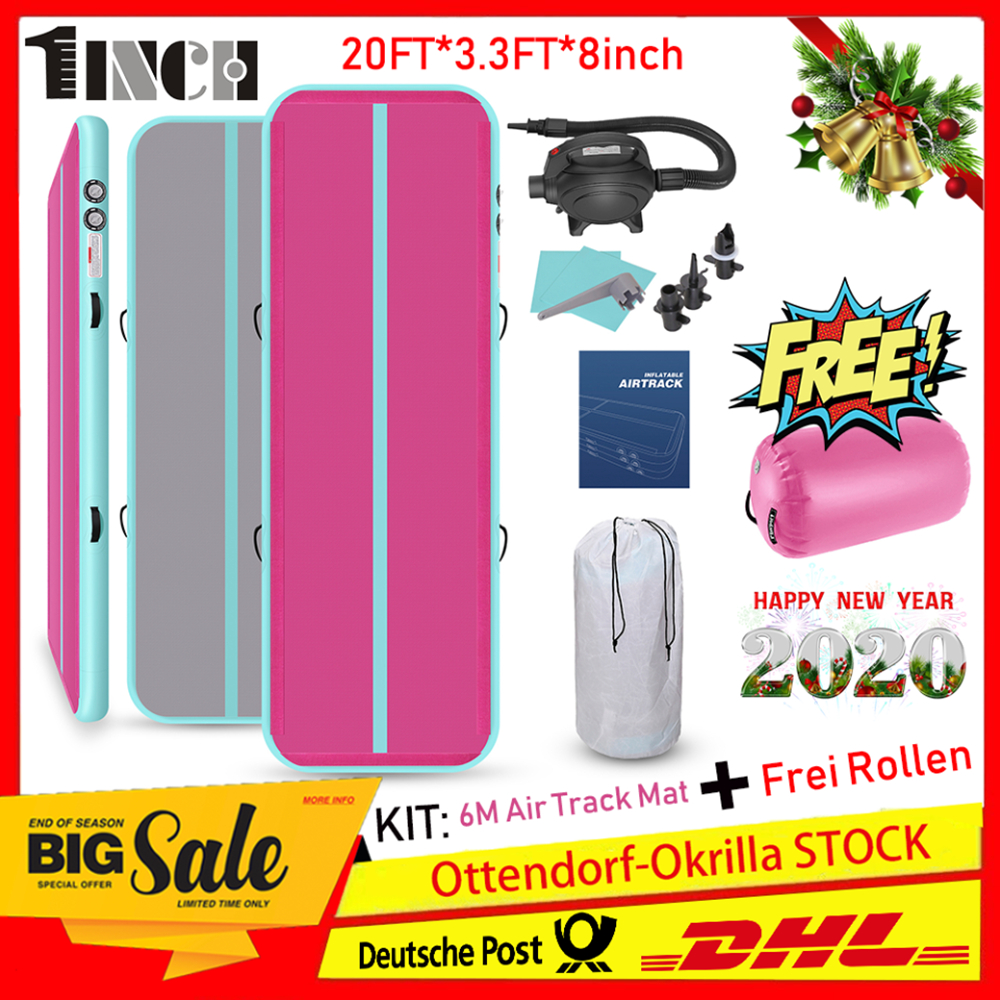 1INCH
20FT*3.3FT*8inch
INFLATABLE
AIRTRACK
FREE!
HAPPY NEW YEAR
2020
MORE INFO
END OF SEASON
BIG Sale
SPECIAL OFFER
LIMITED TIME ONLY
KIT: 6M Air Track Mat + Frei Rollen
Ottendorf-Okrilla STOCK
Deutsche Post DHL